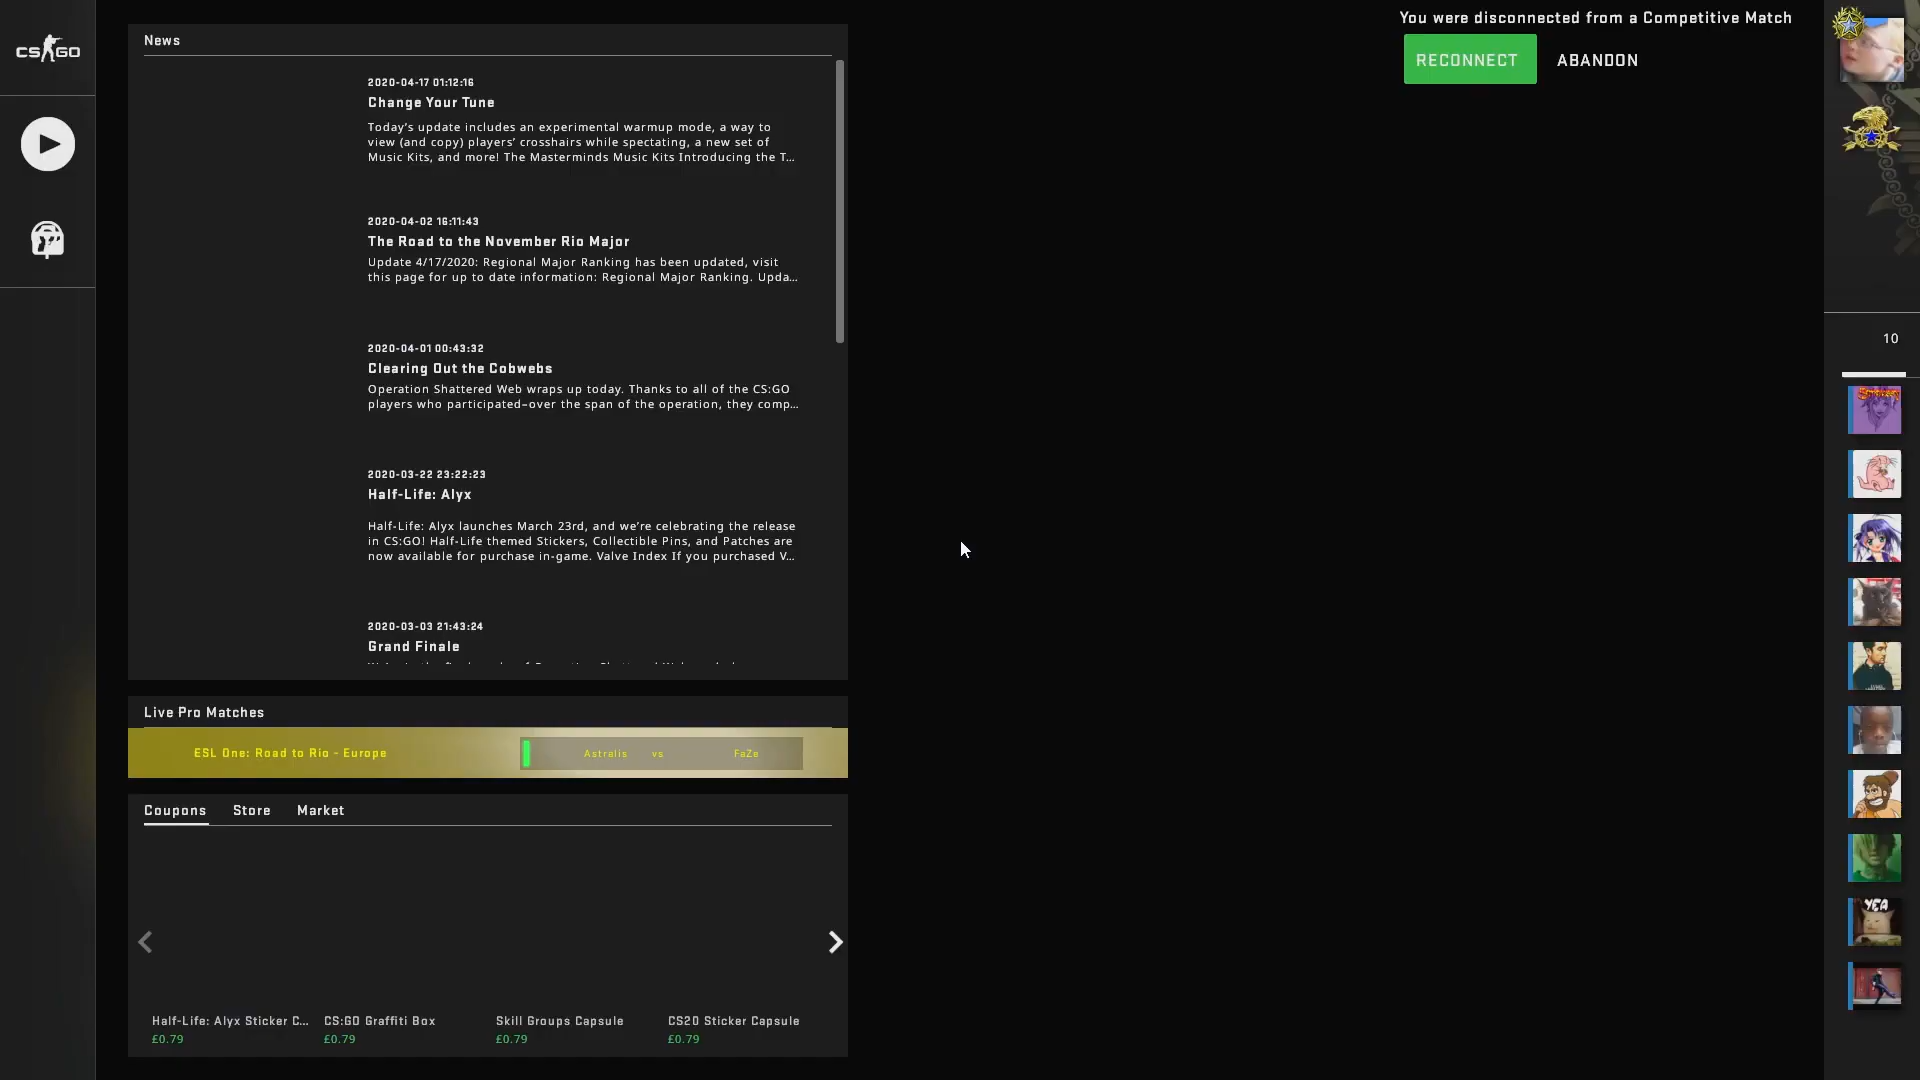 CS GO
You were disconnected from a Competitive Match
RECONNECT
ABANDON
News
2020-04-17 01:12:16
Change Your Tune
Today's update includes an experimental warmup mode, a way to
view (and copy) players' crosshairs while spectating, a new set of
Music Kits, and more! The Masterminds Music Kits Introducing the T...
2020-04-02 16:11:43
The Road to the November Rio Major
Update 4/17/2020: Regional Major Ranking has been updated, visit
this page for up to date information: Regional Major Ranking. Upda...
2020-04-01 00:43:32
Clearing Out the Cobwebs
Operation Shattered Web wraps up today. Thanks to all of the CS:GO
players who participated–over the span of the operation, they comp...
2020-03-22 23:22:23
Half-Life: Alyx
Half-Life: Alyx launches March 23rd, and we're celebrating the release
in CS:GO! Half-Life themed Stickers, Collectible Pins, and Patches are
now available for purchase in-game. Valve Index If you purchased V...
2020-03-03 21:43:24
Grand Finale
Live Pro Matches
ESL One: Road to Rio - Europe
Astralis vs FaZe
Coupons Store Market
Half-Life: Alyx Sticker C...
£0.79
CS:GO Graffiti Box
£0.79
Skill Groups Capsule
£0.79
CS20 Sticker Capsule
£0.79
10
YEA